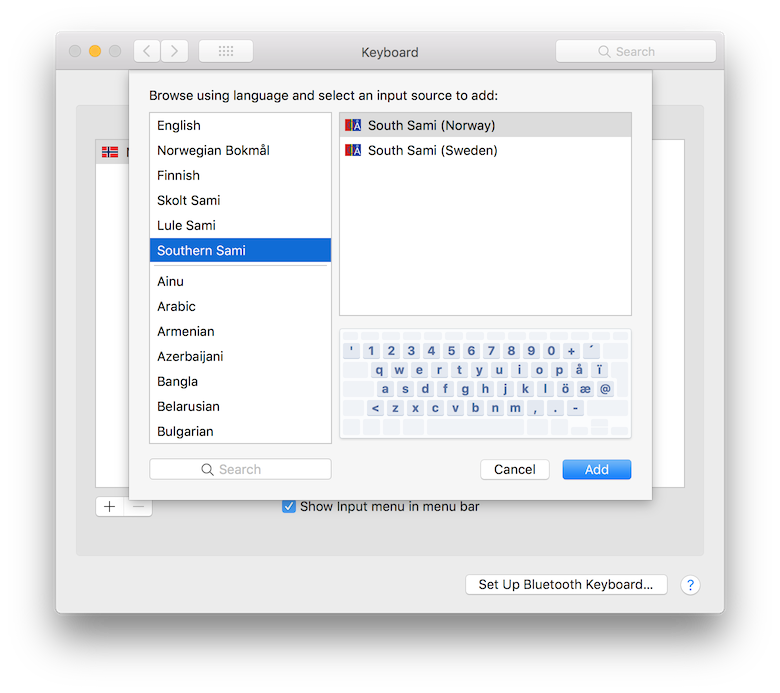 Keyboard
Search
Browse using language and select an input source to add:
English
Norwegian Bokmål
Finnish
Skolt Sami
Lule Sami
Southern Sami
Ainu
Arabic
Armenian
Azerbaijani
Bangla
Belarusian
Bulgarian
Search
South Sami (Norway)
South Sami (Sweden)
' 1 2 3 4 5 6 7 8 9 0 + ´
q w e r t y u i o p å ï
a s d f g h j k l ö æ @
< z x c v b n m , . -
Cancel
Add
Show Input menu in menu bar
Set Up Bluetooth Keyboard...
?